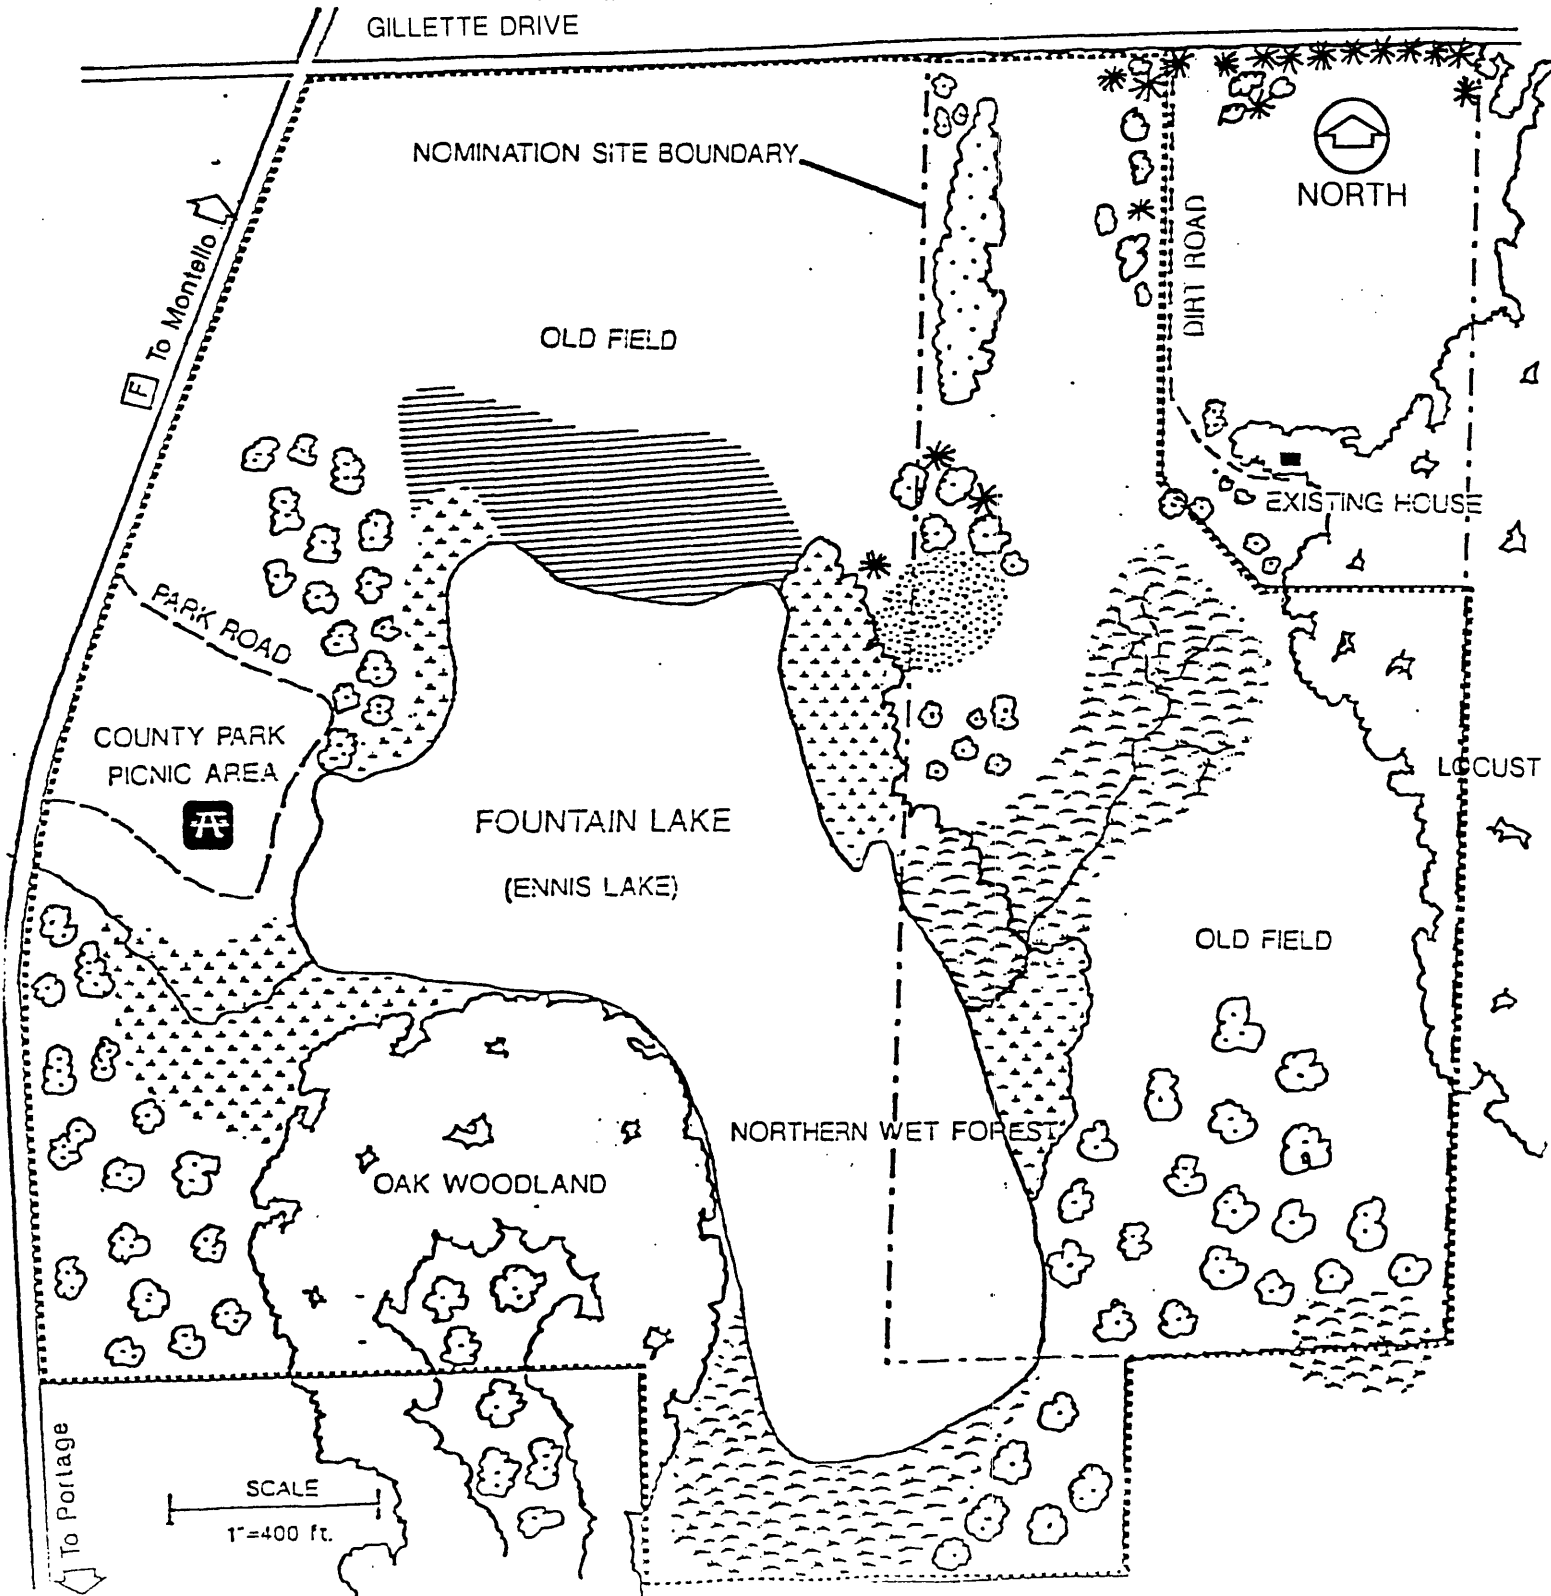 GILLETTE DRIVE
NOMINATION SITE BOUNDARY
NORTH
To Montello
F
DIRT ROAD
OLD FIELD
EXISTING HOUSE
PARK ROAD
COUNTY PARK
PICNIC AREA
LOCUST
FOUNTAIN LAKE
(ENNIS LAKE)
OLD FIELD
NORTHERN WET FOREST
OAK WOODLAND
To Portage
SCALE
1"=400 ft.